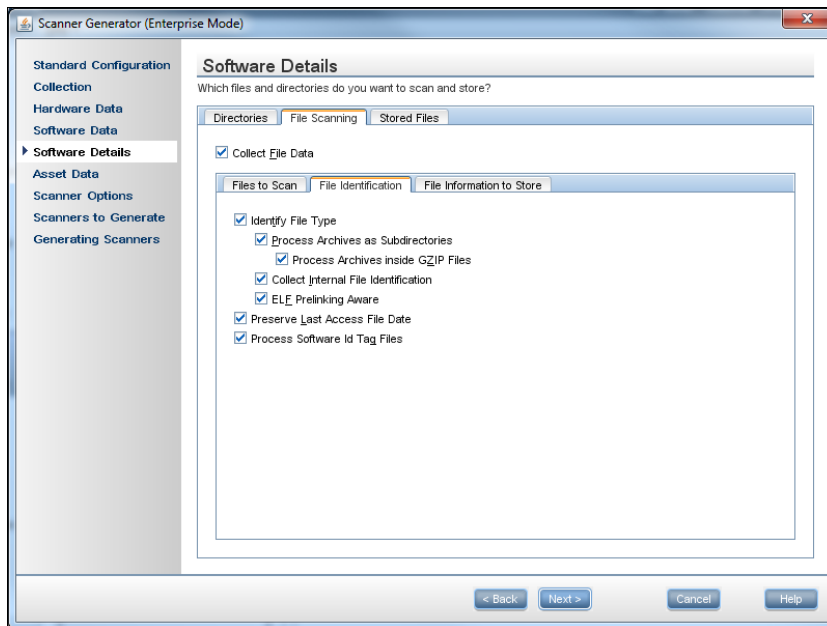 Scanner Generator (Enterprise Mode)
Standard Configuration
Collection
Hardware Data
Software Data
Software Details
Asset Data
Scanner Options
Scanners to Generate
Generating Scanners
Software Details
Which files and directories do you want to scan and store?
Directories File Scanning Stored Files
Collect File Data
Files to Scan File Identification File Information to Store
Identify File Type
Process Archives as Subdirectories
Process Archives inside GZIP Files
Collect Internal File Identification
ELF Prelinking Aware
Preserve Last Access File Date
Process Software Id Tag Files
< Back Next > Cancel Help